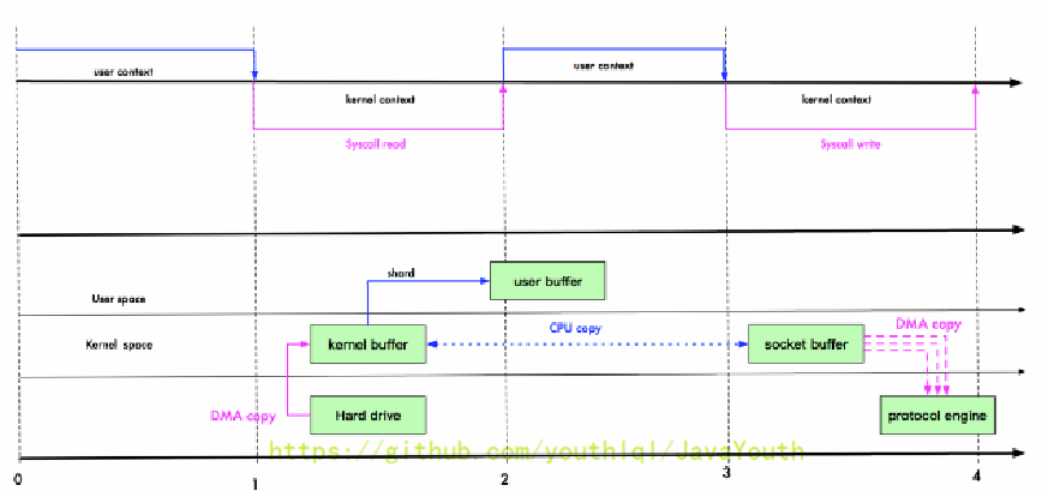 user context
user context
kernel context
kernel context
Syscall read
Syscall write
shard
user buffer
User space
Kernel space
kernel buffer
CPU copy
socket buffer
DMA copy
DMA copy
Hard drive
protocol engine
https://github.com/youthlql/JavaYouth
0
1
2
3
4